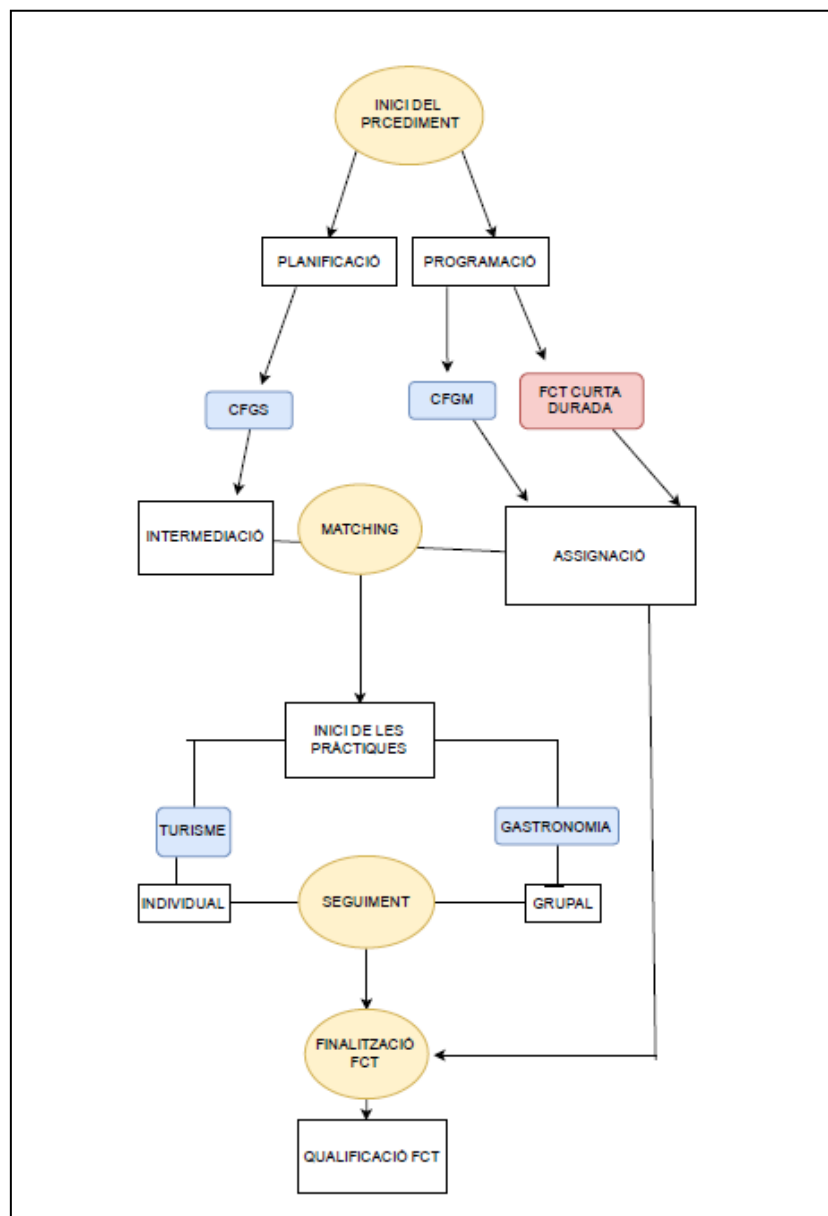 INICI DEL
PRCEDIMENT
PLANIFICACIÓ
PROGRAMACIÓ
CFGS
CFGM
FCT CURTA
DURADA
INTERMEDIACIÓ
MATCHING
ASSIGNACIÓ
INICI DE LES
PRÀCTIQUES
TURISME
GASTRONOMIA
INDIVIDUAL
SEGUIMENT
GRUPAL
FINALITZACIÓ
FCT
QUALIFICACIÓ FCT